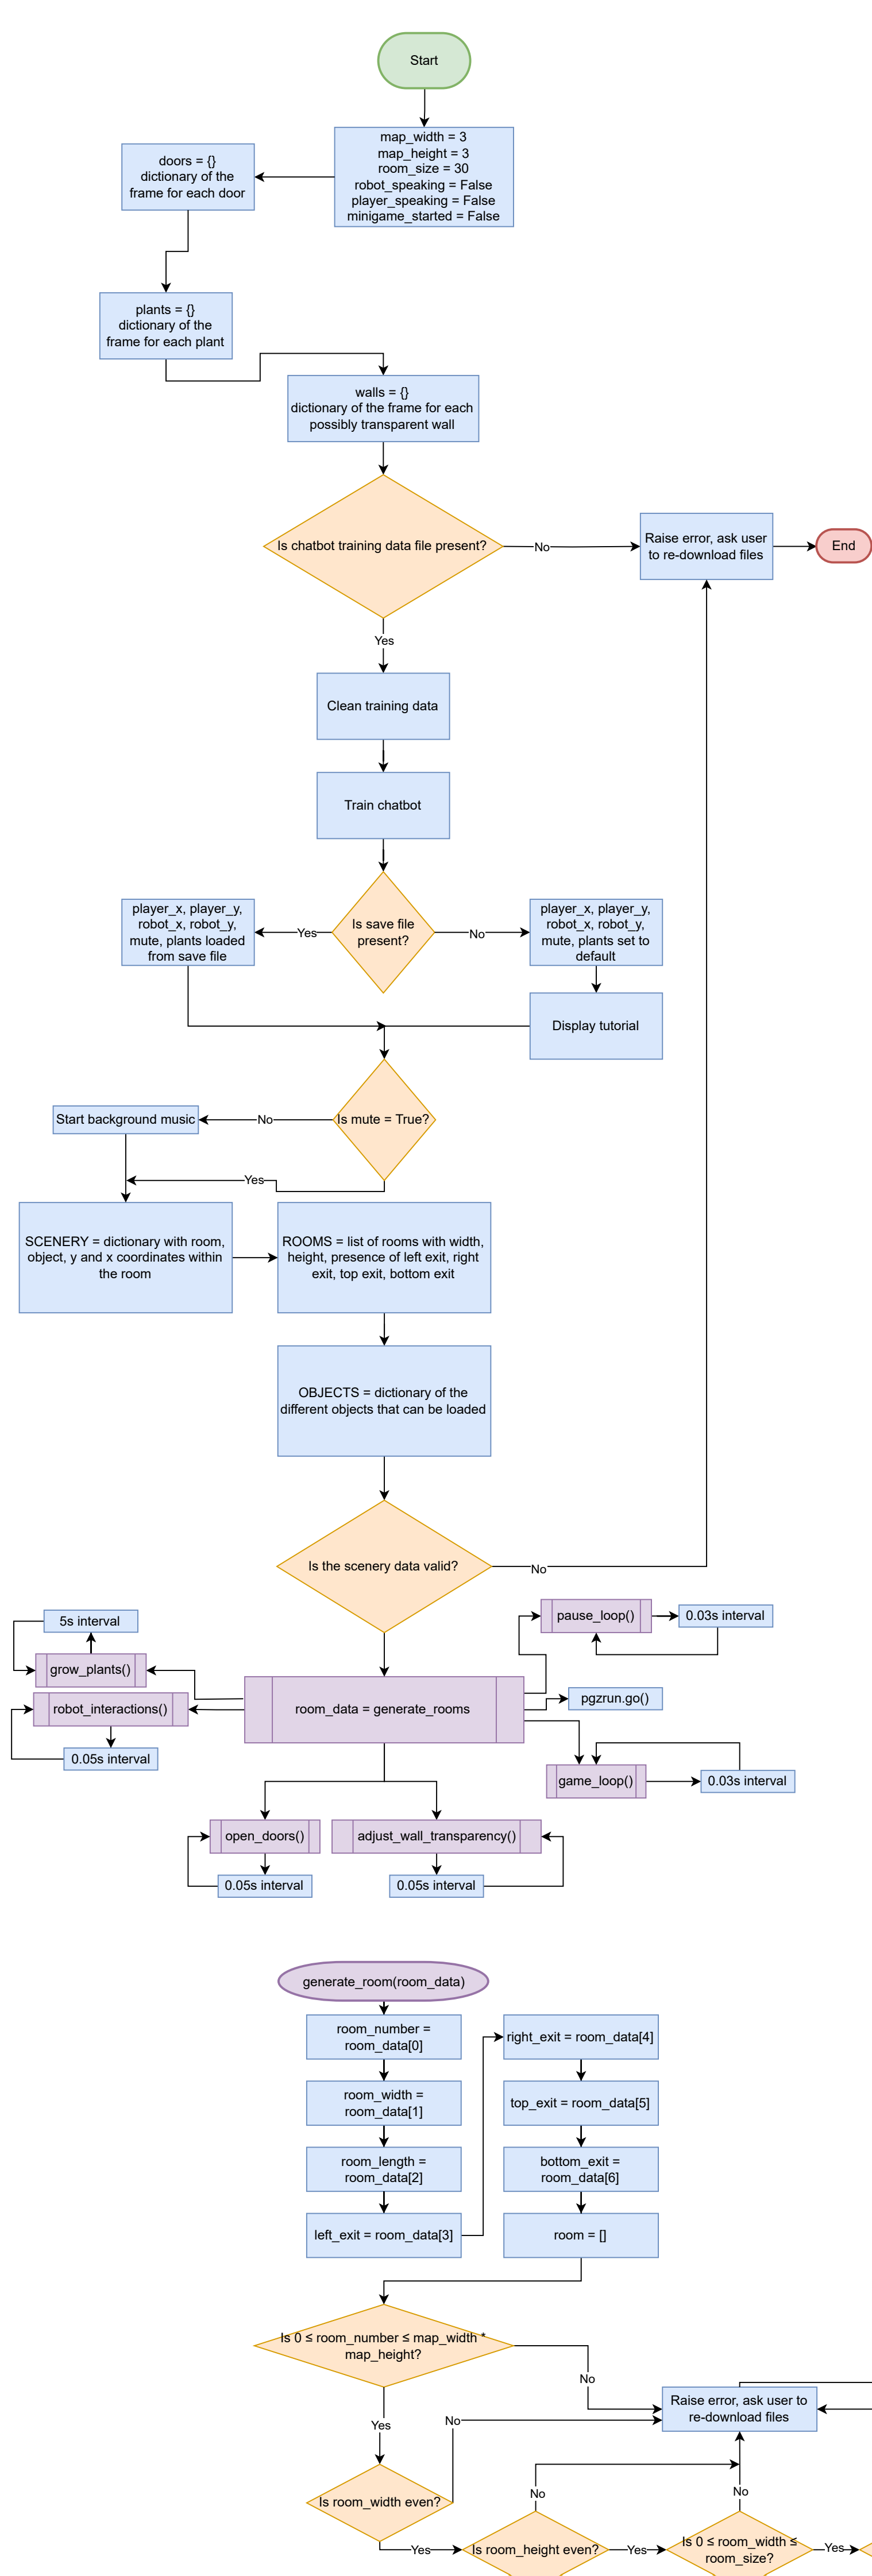 Start
map_width = 3
map_height = 3
room_size = 30
robot_speaking = False
player_speaking = False
minigame_started = False
doors = {}
dictionary of the
frame for each door
plants = {}
dictionary of the
frame for each plant
walls = {}
dictionary of the frame for each
possibly transparent wall
Is chatbot training data file present?
No
Raise error, ask user
to re-download files
End
Yes
Clean training data
Train chatbot
Is save file
present?
Yes
player_x, player_y,
robot_x, robot_y,
mute, plants loaded
from save file
No
player_x, player_y,
robot_x, robot_y,
mute, plants set to
default
Display tutorial
Is mute = True?
No
Start background music
Yes
SCENERY = dictionary with room,
object, y and x coordinates within
the room
ROOMS = list of rooms with width,
height, presence of left exit, right
exit, top exit, bottom exit
OBJECTS = dictionary of the
different objects that can be loaded
Is the scenery data valid?
No
5s interval
grow_plants()
robot_interactions()
0.05s interval
room_data = generate_rooms
pause_loop()
0.03s interval
pgzrun.go()
game_loop()
0.03s interval
open_doors()
0.05s interval
adjust_wall_transparency()
0.05s interval
generate_room(room_data)
room_number =
room_data[0]
room_width =
room_data[1]
room_length =
room_data[2]
left_exit = room_data[3]
right_exit = room_data[4]
top_exit = room_data[5]
bottom_exit =
room_data[6]
room = []
Is 0 ≤ room_number ≤ map_width *
map_height?
No
Raise error, ask user to
re-download files
Yes
Is room_width even?
No
Yes
Is room_height even?
No
Yes
Is 0 ≤ room_width ≤
room_size?
No
Yes